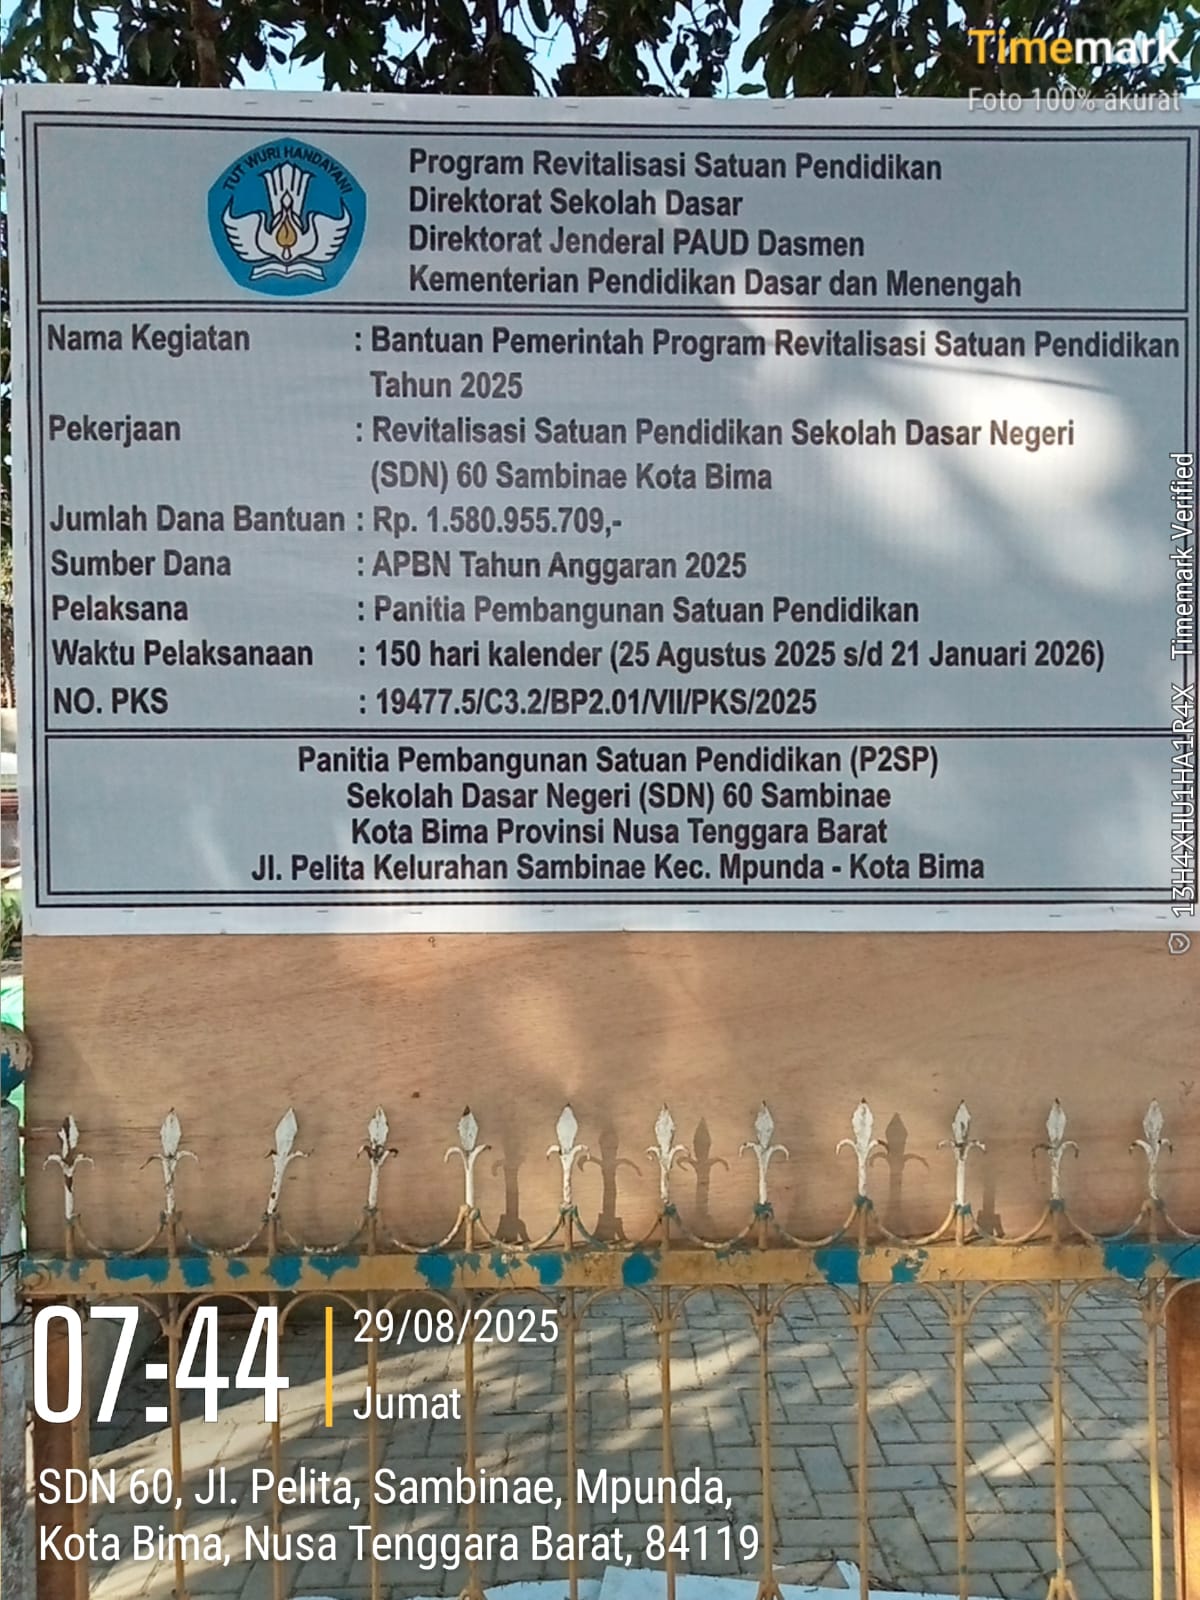 Timemark
Foto 100% akurat
TUT WURI HANDAYANI
Program Revitalisasi Satuan Pendidikan
Direktorat Sekolah Dasar
Direktorat Jenderal PAUD Dasmen
Kementerian Pendidikan Dasar dan Menengah
Nama Kegiatan : Bantuan Pemerintah Program Revitalisasi Satuan Pendidikan
Tahun 2025
Pekerjaan : Revitalisasi Satuan Pendidikan Sekolah Dasar Negeri
(SDN) 60 Sambinae Kota Bima
Jumlah Dana Bantuan : Rp. 1.580.955.709,-
Sumber Dana : APBN Tahun Anggaran 2025
Pelaksana : Panitia Pembangunan Satuan Pendidikan
Waktu Pelaksanaan : 150 hari kalender (25 Agustus 2025 s/d 21 Januari 2026)
NO. PKS : 19477.5/C3.2/BP2.01/VII/PKS/2025
Panitia Pembangunan Satuan Pendidikan (P2SP)
Sekolah Dasar Negeri (SDN) 60 Sambinae
Kota Bima Provinsi Nusa Tenggara Barat
Jl. Pelita Kelurahan Sambinae Kec. Mpunda - Kota Bima
13H4XHU1HA1R4X Timemark Verified
07:44
29/08/2025
Jumat
SDN 60, Jl. Pelita, Sambinae, Mpunda,
Kota Bima, Nusa Tenggara Barat, 84119